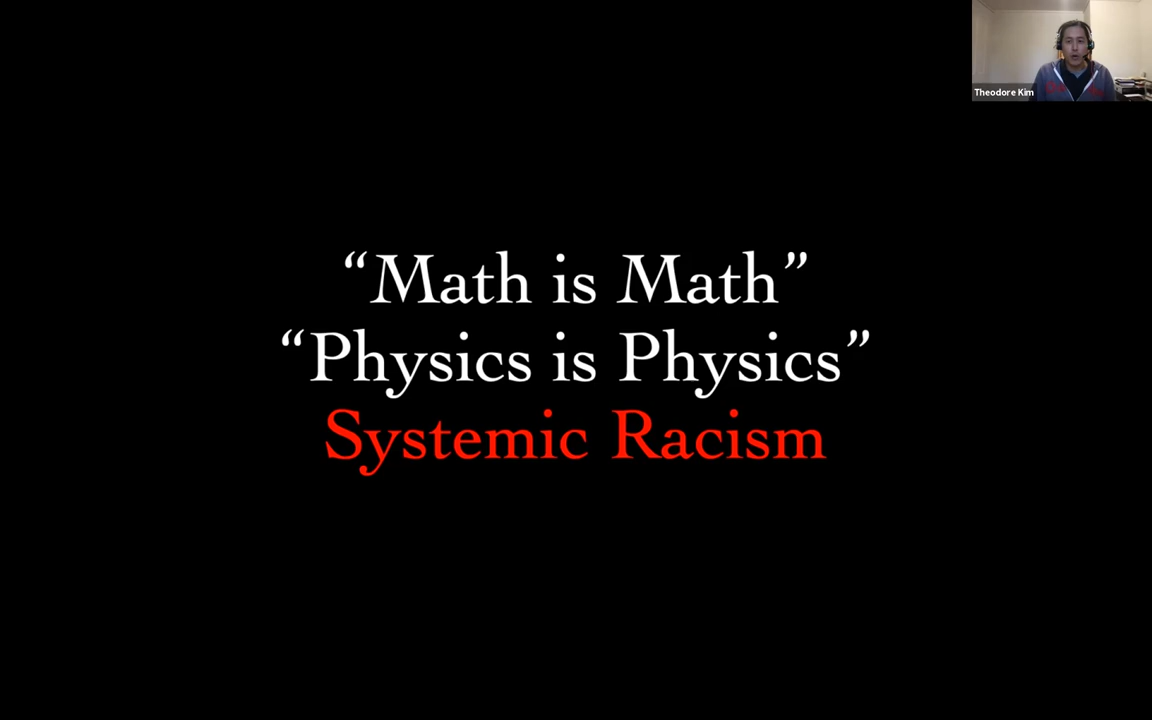 Theodore Kim
“Math is Math”
“Physics is Physics”
Systemic Racism